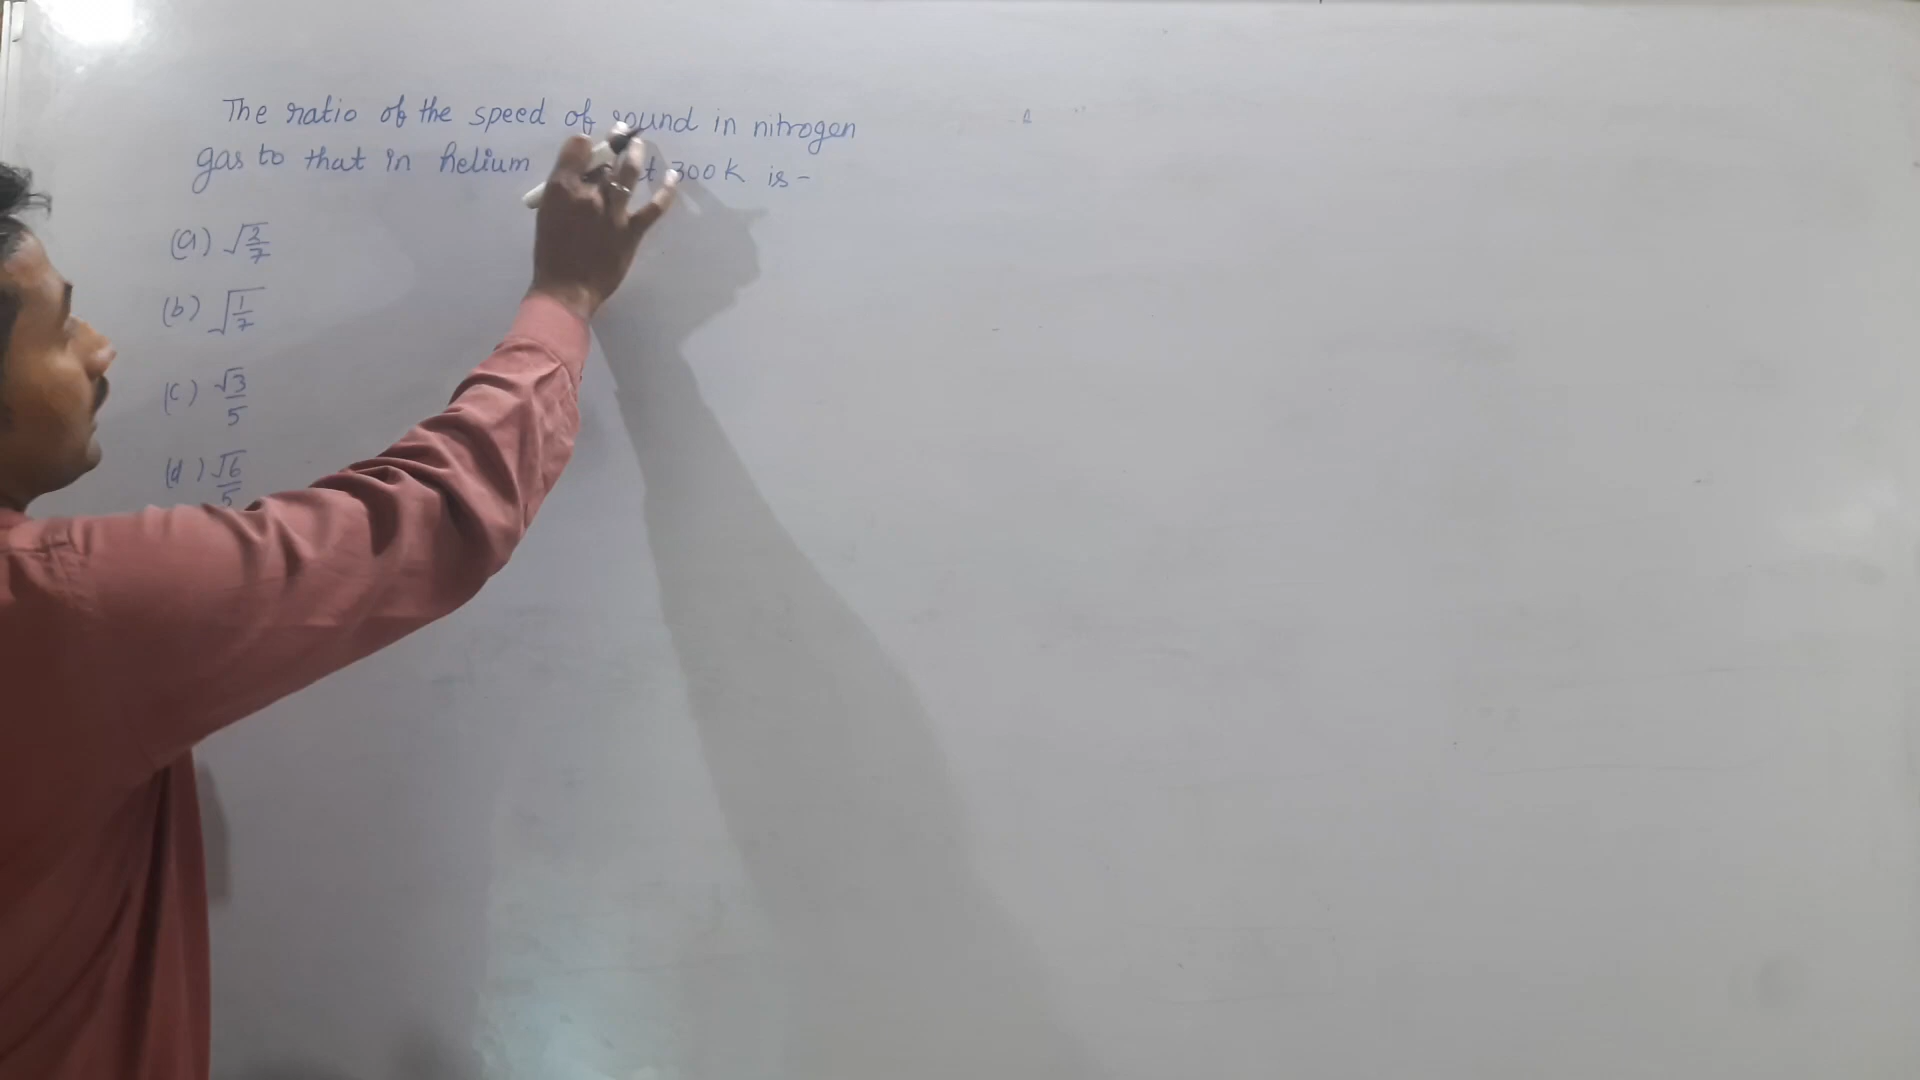 The ratio of the speed of sound in nitrogen
gas to that in helium 300 K is -
(a) √2/7
(b) √1/7
(c) √3/5
(d) √6/5